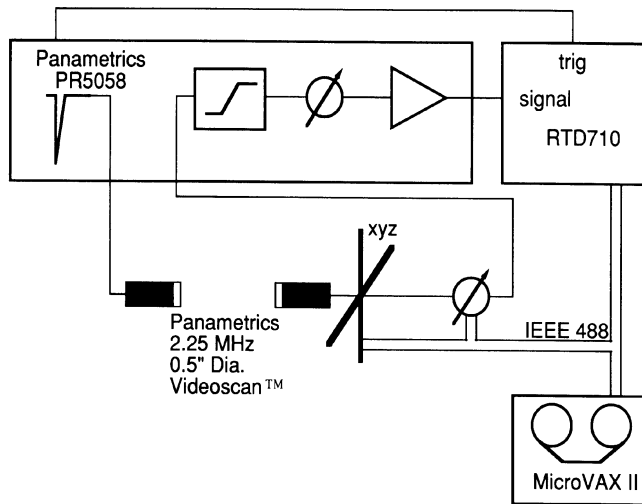 Panametrics
PR5058
trig
signal
RTD710
xyz
Panametrics
2.25 MHz
0.5" Dia.
Videoscan™
IEEE 488
MicroVAX II